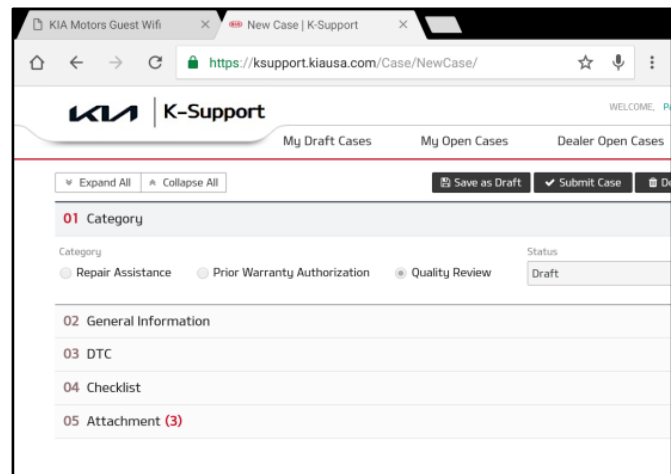 KIA Motors Guest Wifi
New Case | K-Support
https://ksupport.kiausa.com/Case/NewCase/
KIA K-Support
WELCOME,
My Draft Cases My Open Cases Dealer Open Cases
Expand All Collapse All Save as Draft Submit Case
01 Category
Category Status
Repair Assistance Prior Warranty Authorization Quality Review Draft
02 General Information
03 DTC
04 Checklist
05 Attachment (3)